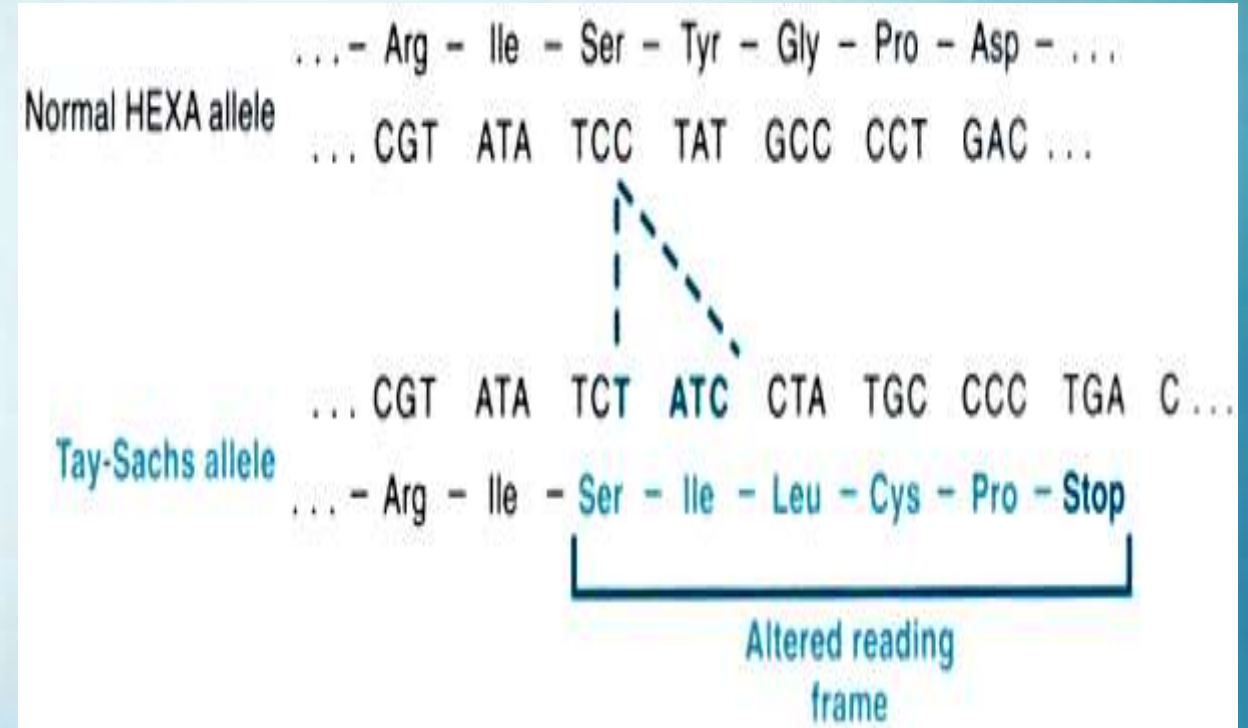 ...– Arg – Ile – Ser – Tyr – Gly – Pro – Asp – ...
Normal HEXA allele
... CGT ATA TCC TAT GCC CCT GAC ...
... CGT ATA TCT ATC CTA TGC CCC TGA C...
Tay-Sachs allele
...– Arg – Ile – Ser – Ile – Leu – Cys – Pro – Stop
Altered reading
frame